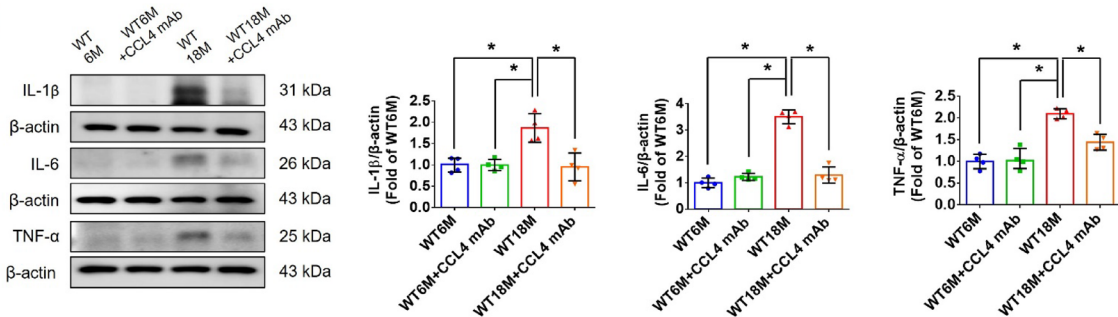 WT 6M
WT6M +CCL4 mAb
WT 18M
WT18M +CCL4 mAb
IL-1β 31 kDa
β-actin 43 kDa
IL-6 26 kDa
β-actin 43 kDa
TNF-α 25 kDa
β-actin 43 kDa
IL-1β/β-actin
(Fold of WT6M)
2.5
2.0
1.5
1.0
0.5
0.0
* * *
WT6M
WT6M+CCL4 mAb
WT18M
WT18M+CCL4 mAb
IL-6/β-actin
(Fold of WT6M)
4
3
2
1
0
* * *
WT6M
WT6M+CCL4 mAb
WT18M
WT18M+CCL4 mAb
TNF-α/β-actin
(Fold of WT6M)
2.5
2.0
1.5
1.0
0.5
0.0
* * *
WT6M
WT6M+CCL4 mAb
WT18M
WT18M+CCL4 mAb